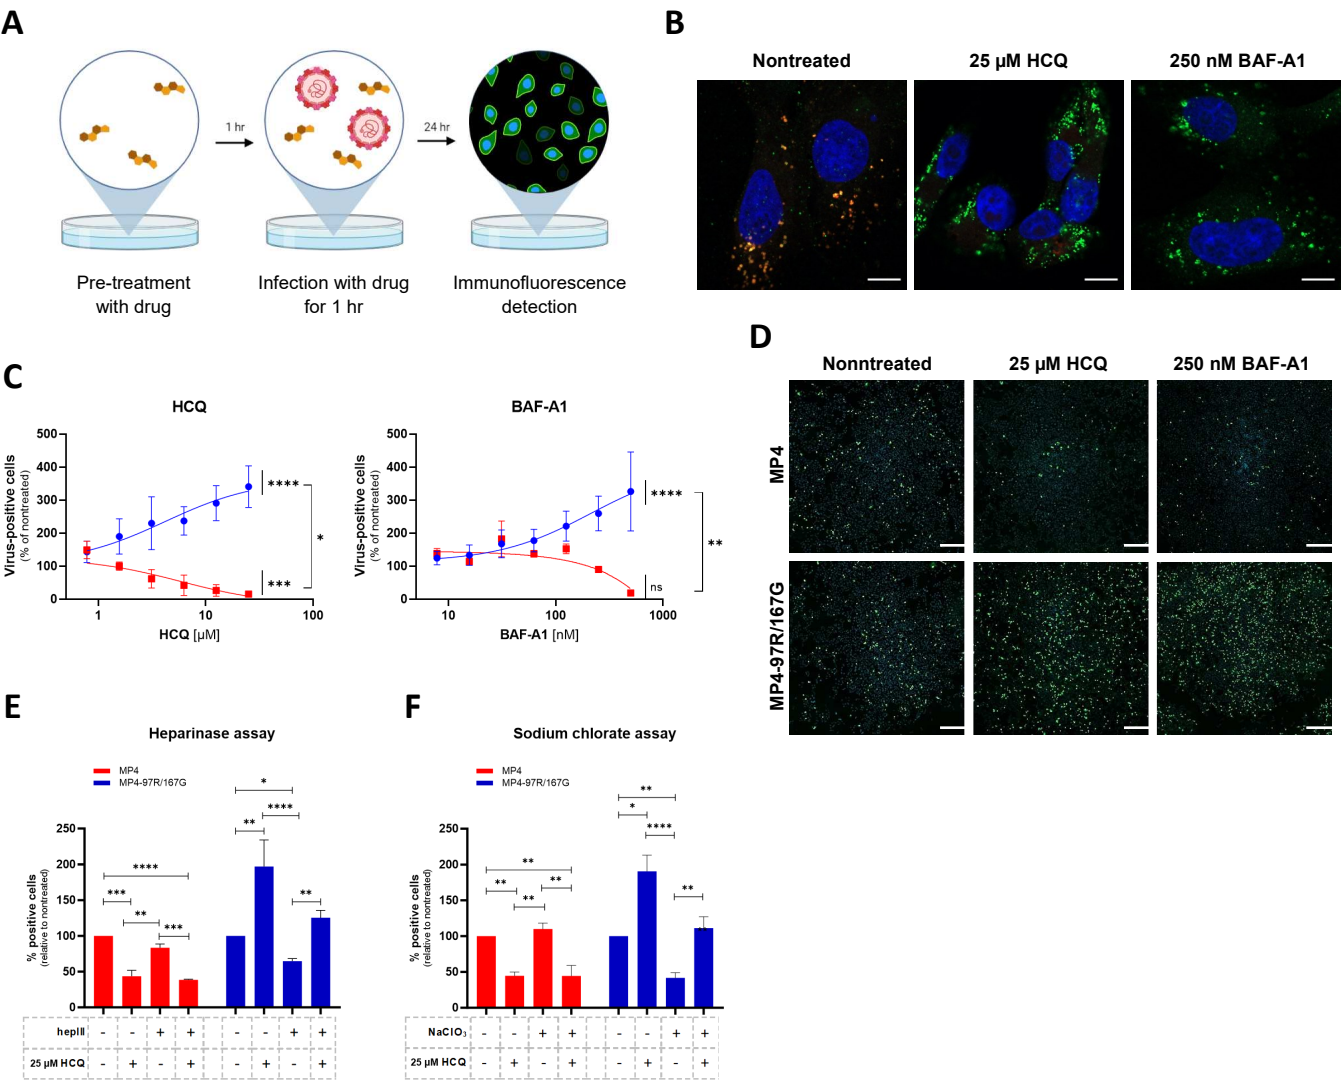 A
1 hr
24 hr
Pre-treatment
with drug
Infection with drug
for 1 hr
Immunofluorescence
detection
B
Nontreated
25 µM HCQ
250 nM BAF-A1
C
HCQ
Virus-positive cells
(% of nontreated)
500
400
300
200
100
0
1
10
100
HCQ [µM]
****
*
***
BAF-A1
Virus-positive cells
(% of nontreated)
500
400
300
200
100
0
10
100
1000
BAF-A1 [nM]
****
**
ns
D
Nonntreated
25 µM HCQ
250 nM BAF-A1
MP4
MP4-97R/167G
E
Heparinase assay
MP4
MP4-97R/167G
% positive cells
(relative to nontreated)
250
200
150
100
50
0
****
***
**
***
*
****
**
**
hepIII - - + + - - + +
25 µM HCQ - + - + - + - +
F
Sodium chlorate assay
MP4
MP4-97R/167G
% positive cells
(relative to nontreated)
250
200
150
100
50
0
**
**
**
**
**
*
****
**
**
NaClO₃ - - + + - - + +
25 µM HCQ - + - + - + - +